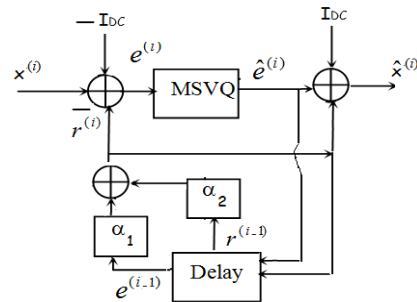 − I_DC
I_DC
x^(i)
e^(i)
MSVQ
ê^(i)
x̂^(i)
− r^(i)
α_2
α_1
r^(i-1)
e^(i-1)
Delay